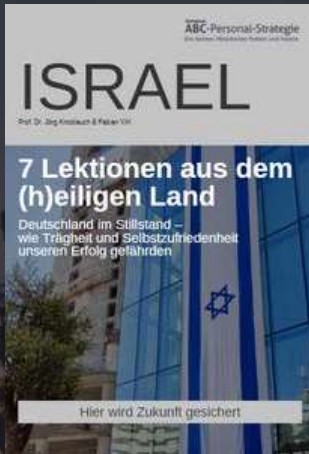 ABC-Personal-Strategie
ISRAEL
Prof. Dr. Jörg Knoblauch & Fabian
7 Lektionen aus dem
(h)eiligen Land
Deutschland im Stillstand –
wie Trägheit und Selbstzufriedenheit
unseren Erfolg gefährden
Hier wird Zukunft gesichert